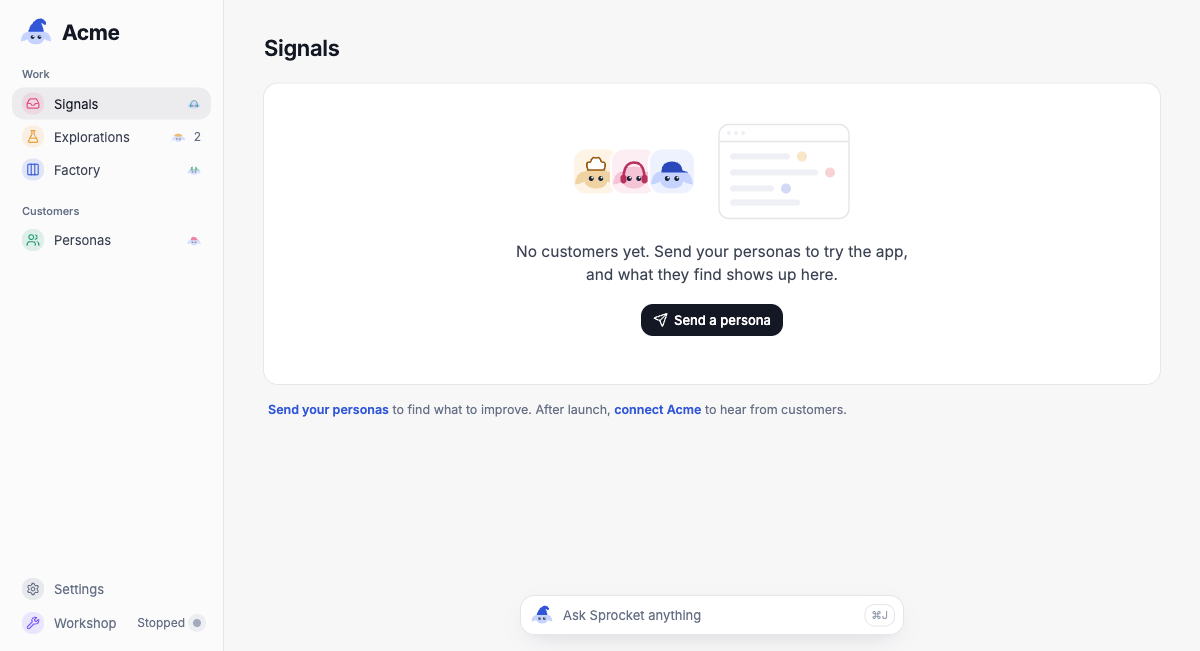 Acme
Work
Signals
Explorations 2
Factory
Customers
Personas
Settings
Workshop Stopped
Signals
No customers yet. Send your personas to try the app,
and what they find shows up here.
Send a persona
Send your personas to find what to improve. After launch, connect Acme to hear from customers.
Ask Sprocket anything ⌘J